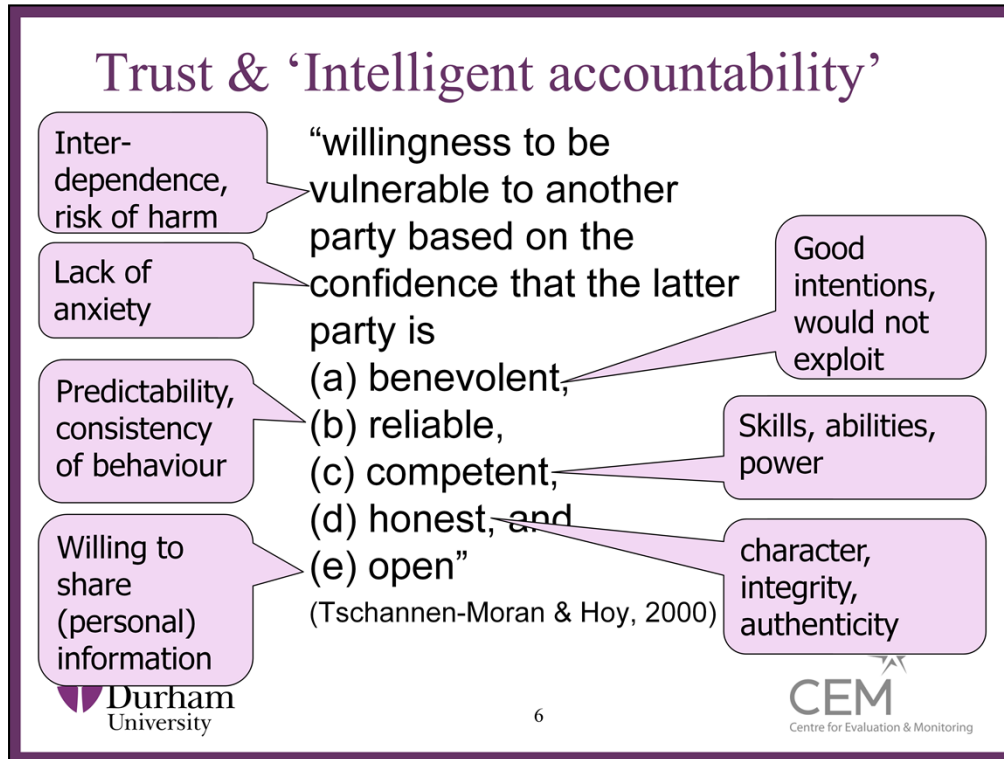 Trust & ‘Intelligent accountability’
Inter-
dependence,
risk of harm
Lack of
anxiety
Predictability,
consistency
of behaviour
Willing to
share
(personal)
information
“willingness to be
vulnerable to another
party based on the
confidence that the latter
party is
(a) benevolent,
(b) reliable,
(c) competent,
(d) honest, and
(e) open”
(Tschannen-Moran & Hoy, 2000)
Good
intentions,
would not
exploit
Skills, abilities,
power
character,
integrity,
authenticity
Durham
University
6
CEM
Centre for Evaluation & Monitoring